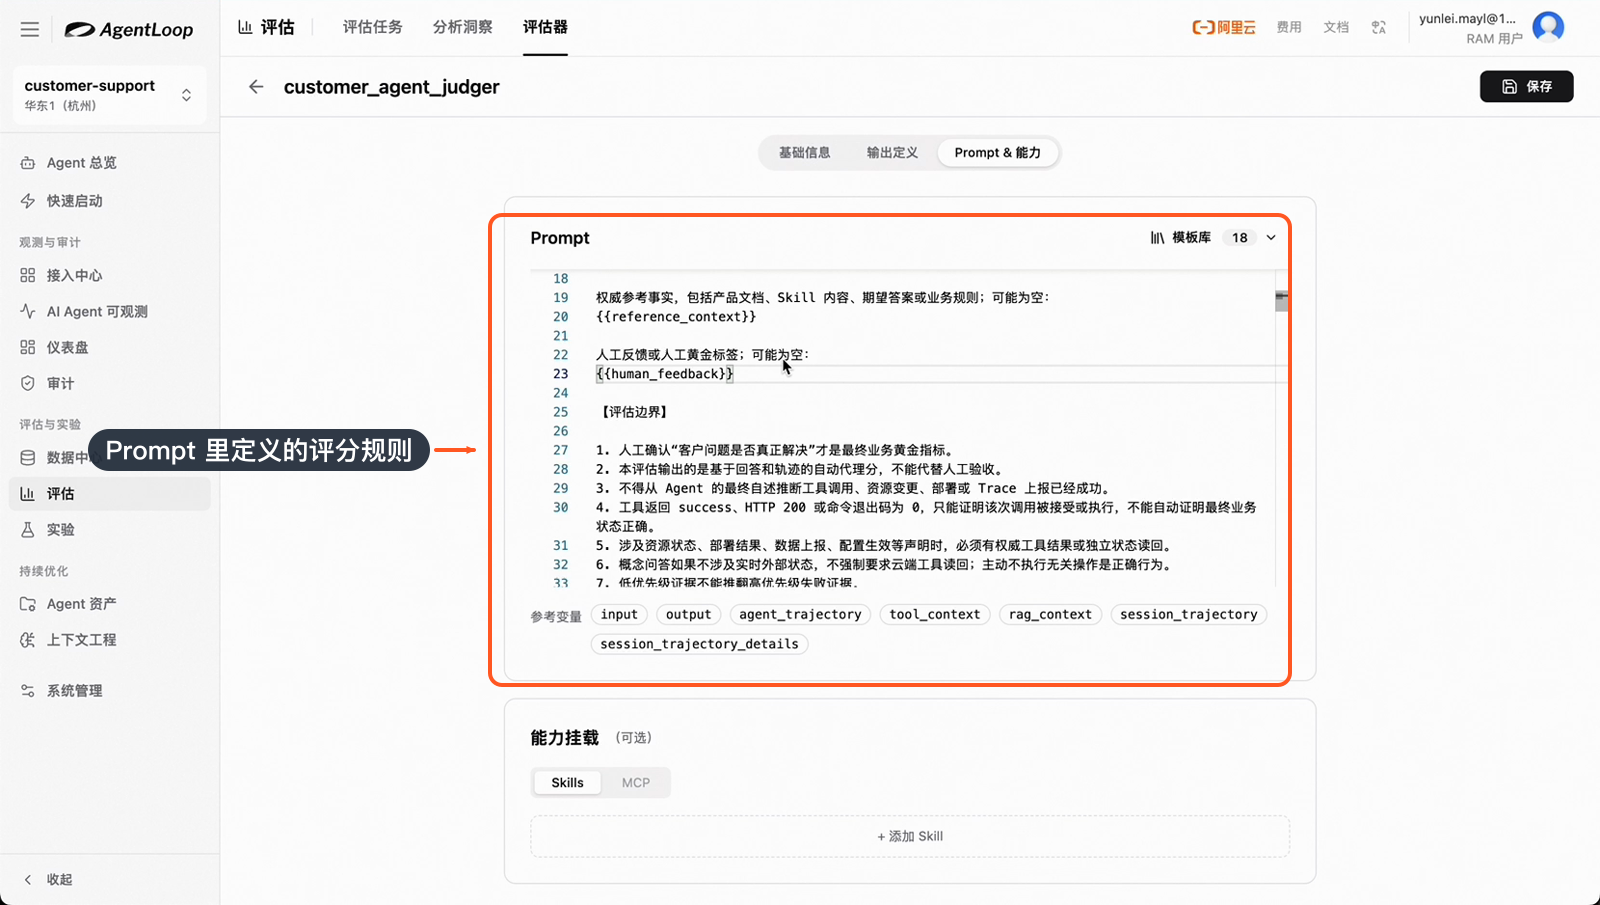 AgentLoop
评估
评估任务
分析洞察
评估器
阿里云
费用
文档
yunlei.mayl@1...
RAM 用户
customer-support
华东1（杭州）
customer_agent_judger
保存
基础信息
输出定义
Prompt & 能力
Agent 总览
快速启动
观测与审计
接入中心
AI Agent 可观测
仪表盘
审计
评估与实验
数据中
评估
实验
持续优化
Agent 资产
上下文工程
系统管理
收起
Prompt 里定义的评分规则
Prompt
模板库
18
18
19 权威参考事实，包括产品文档、Skill 内容、期望答案或业务规则；可能为空：
20 {{reference_context}}
21
22 人工反馈或人工黄金标签；可能为空：
23 {{human_feedback}}
24
25 【评估边界】
26
27 1. 人工确认“客户问题是否真正解决”才是最终业务黄金指标。
28 2. 本评估输出的是基于回答和轨迹的自动代理分，不能代替人工验收。
29 3. 不得从 Agent 的最终自述推断工具调用、资源变更、部署或 Trace 上报已经成功。
30 4. 工具返回 success、HTTP 200 或命令退出码为 0，只能证明该次调用被接受或执行，不能自动证明最终业务
状态正确。
31 5. 涉及资源状态、部署结果、数据上报、配置生效等声明时，必须有权威工具结果或独立状态读回。
32 6. 概念问答如果不涉及实时外部状态，不强制要求云端工具读回；主动不执行无关操作是正确行为。
33 7. 低优先级证据不能推翻高优先级失败证据。
参考变量
input
output
agent_trajectory
tool_context
rag_context
session_trajectory
session_trajectory_details
能力挂载 （可选）
Skills
MCP
+ 添加 Skill